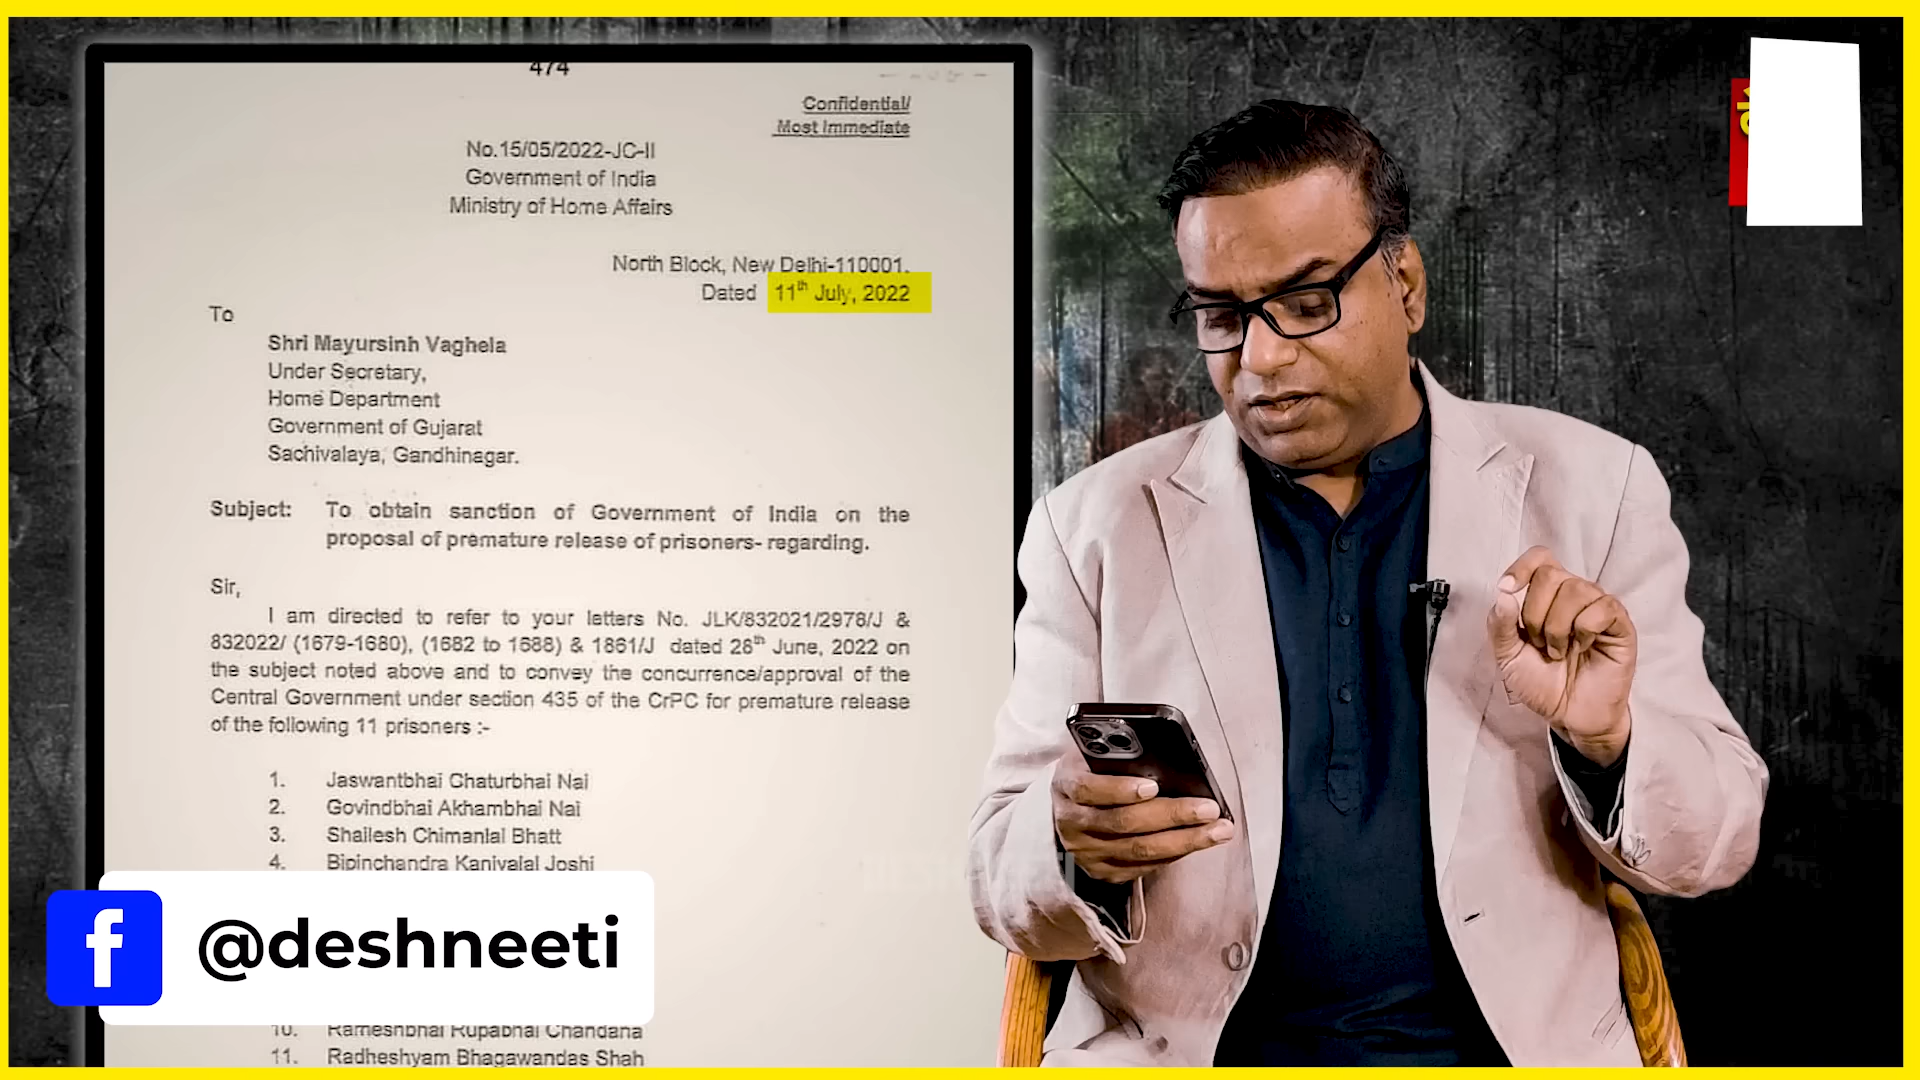 474
Confidential/
Most Immediate
No.15/05/2022-JC-II
Government of India
Ministry of Home Affairs
North Block, New Delhi-110001.
Dated 11th July, 2022
To
Shri Mayursinh Vaghela
Under Secretary,
Home Department
Government of Gujarat
Sachivalaya, Gandhinagar.
Subject: To obtain sanction of Government of India on the
proposal of premature release of prisoners- regarding.
Sir,
I am directed to refer to your letters No. JLK/832021/2978/J &
832022/ (1679-1680), (1682 to 1688) & 1861/J dated 28th June, 2022 on
the subject noted above and to convey the concurrence/approval of the
Central Government under section 435 of the CrPC for premature release
of the following 11 prisoners :-
1. Jaswantbhai Chaturbhai Nai
2. Govindbhai Akhambhai Nai
3. Shailesh Chimanlal Bhatt
4. Bipinchandra Kaniyalal Joshi
10. Rameshbhai Rupabhai Chandana
11. Radheshyam Bhagawandas Shah
f @deshneeti